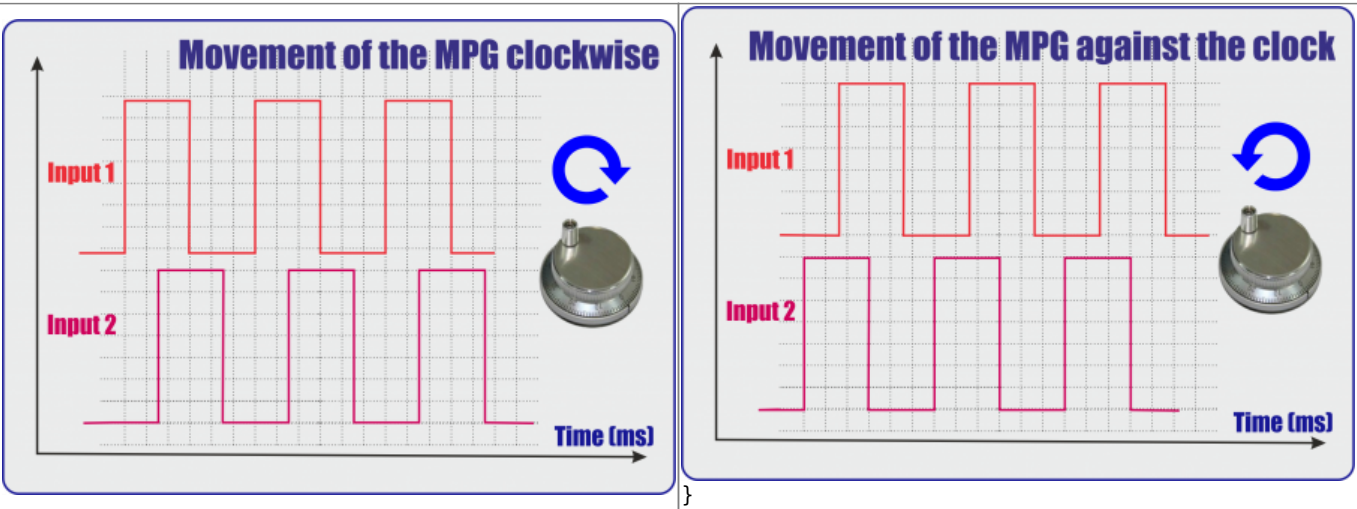 Movement of the MPG clockwise
Input 1
Input 2
Time (ms)
Movement of the MPG against the clock
Input 1
Input 2
Time (ms)
}